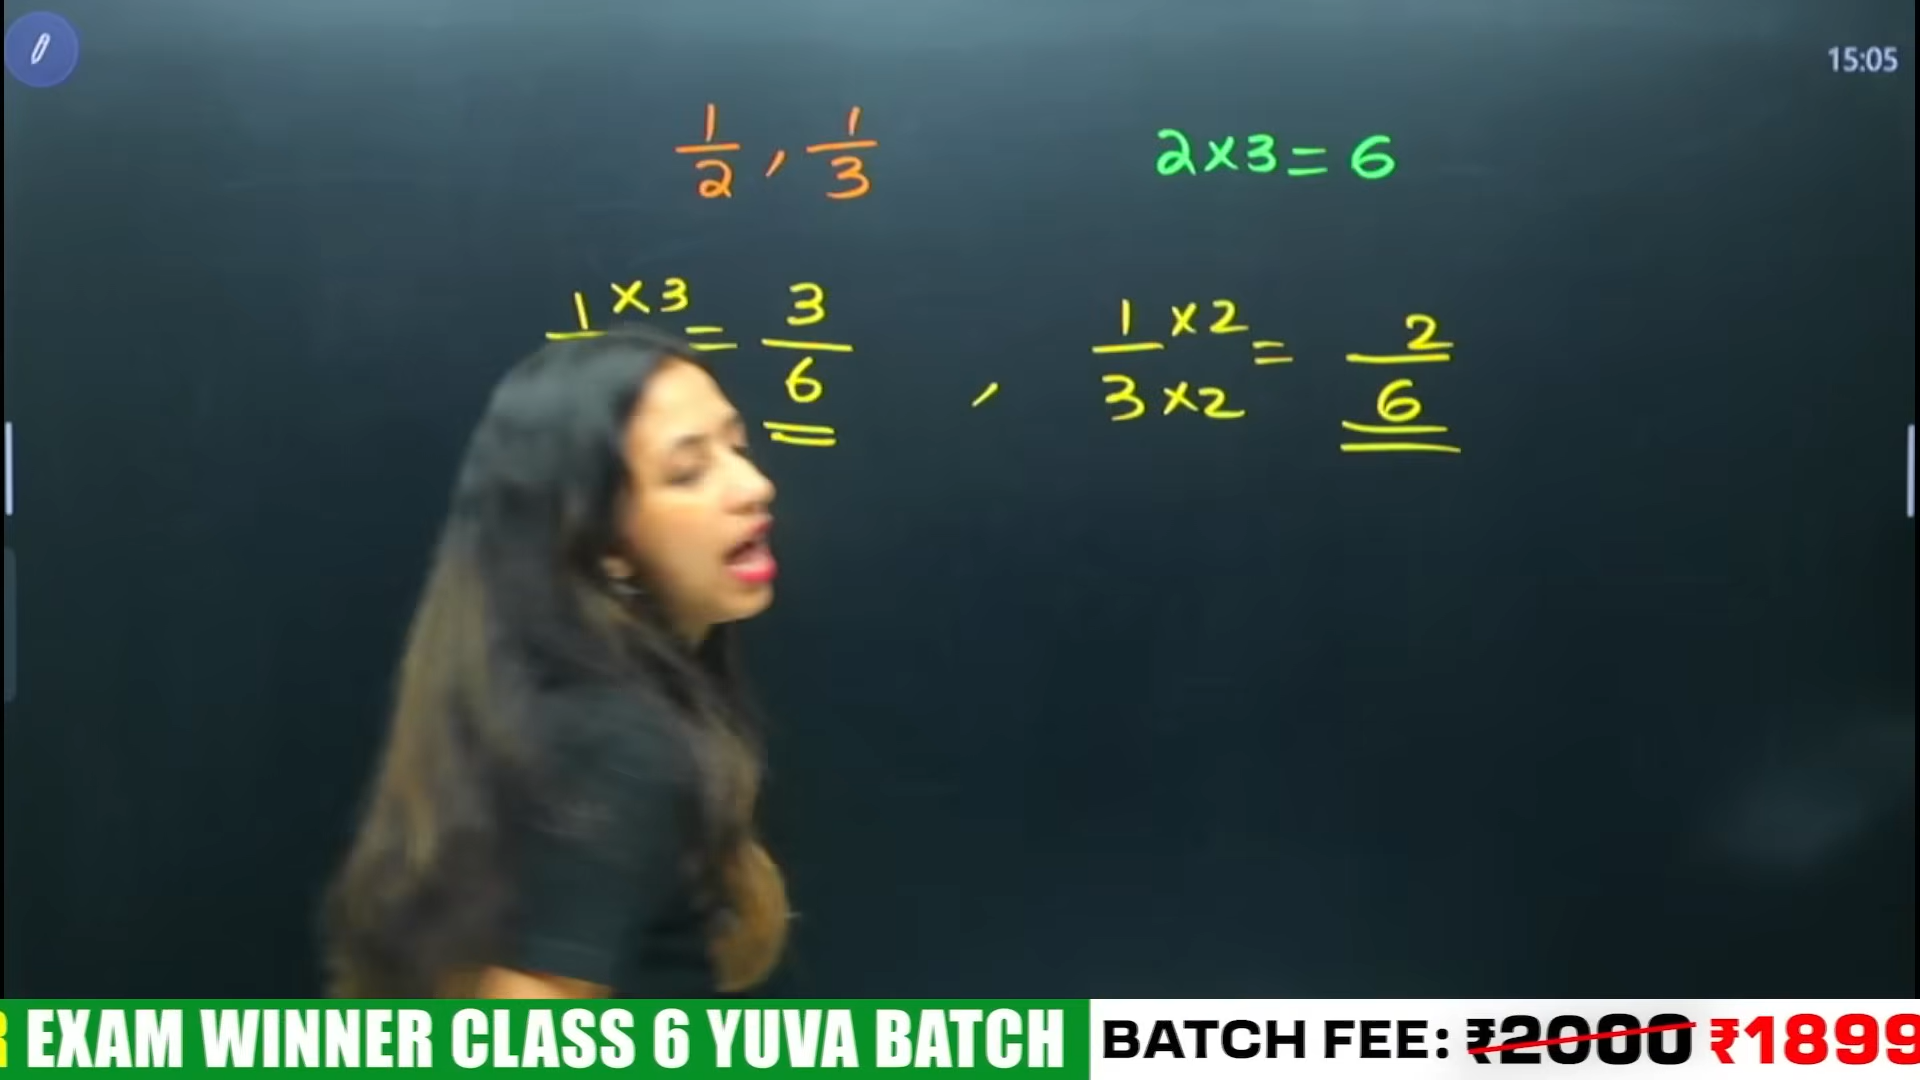 15:05
1/2 , 1/3
2×3=6
1×3 = 3/6 , 1×2/3×2 = 2/6
EXAM WINNER CLASS 6 YUVA BATCH
BATCH FEE: ₹2000 ₹1899